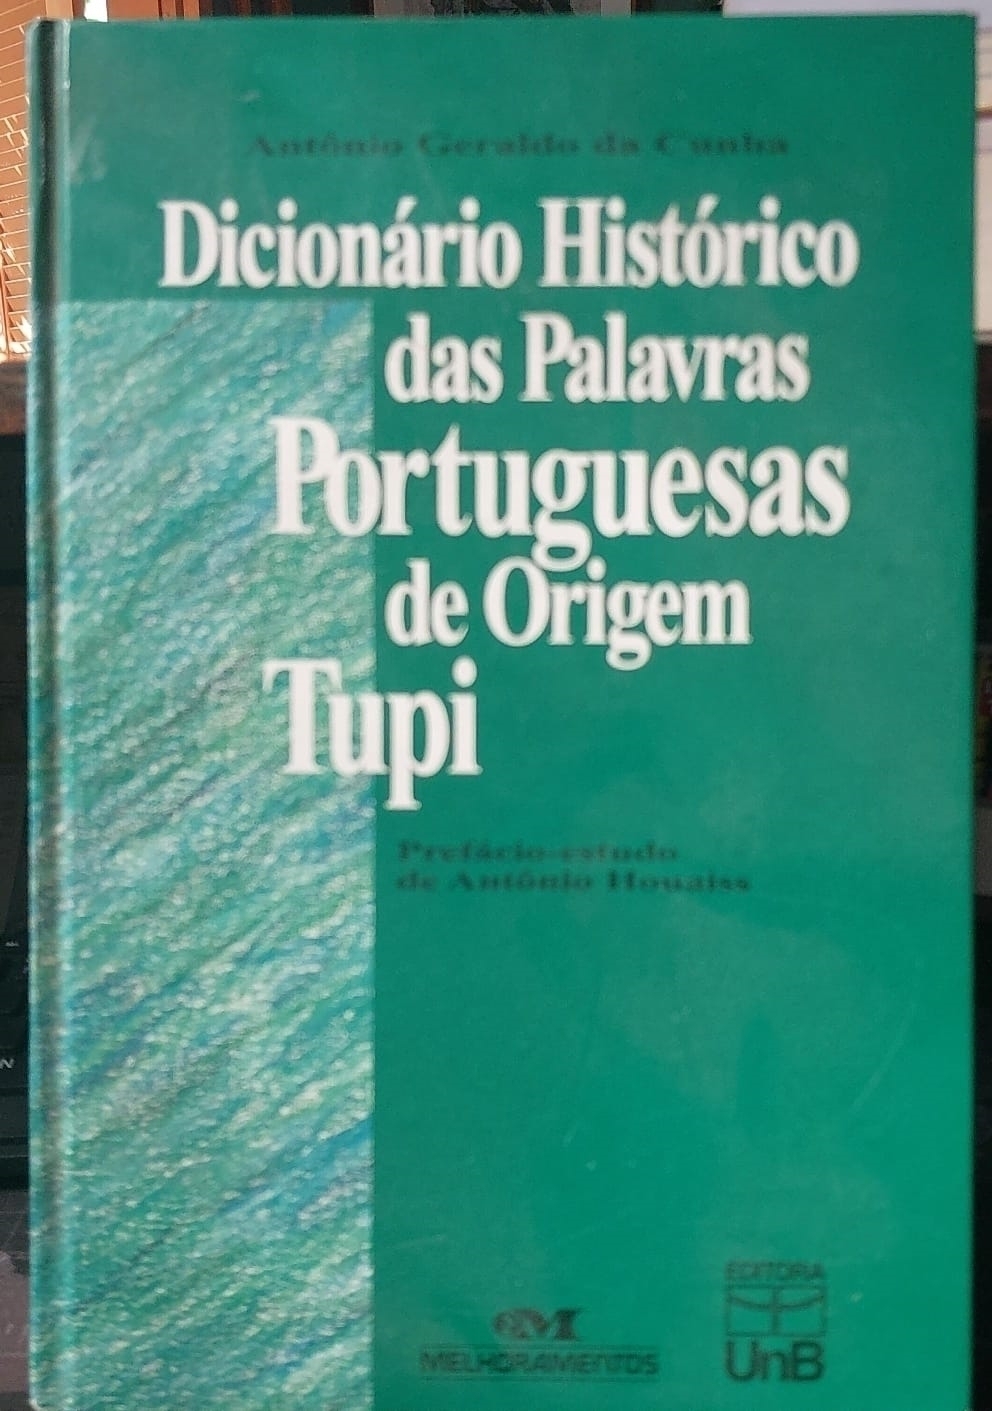 Antônio Geraldo da Cunha
Dicionário Histórico
das Palavras
Portuguesas
de Origem
Tupi
Prefácio-estudo
de Antônio Houaiss
MELHORAMENTOS
EDITORA
UnB